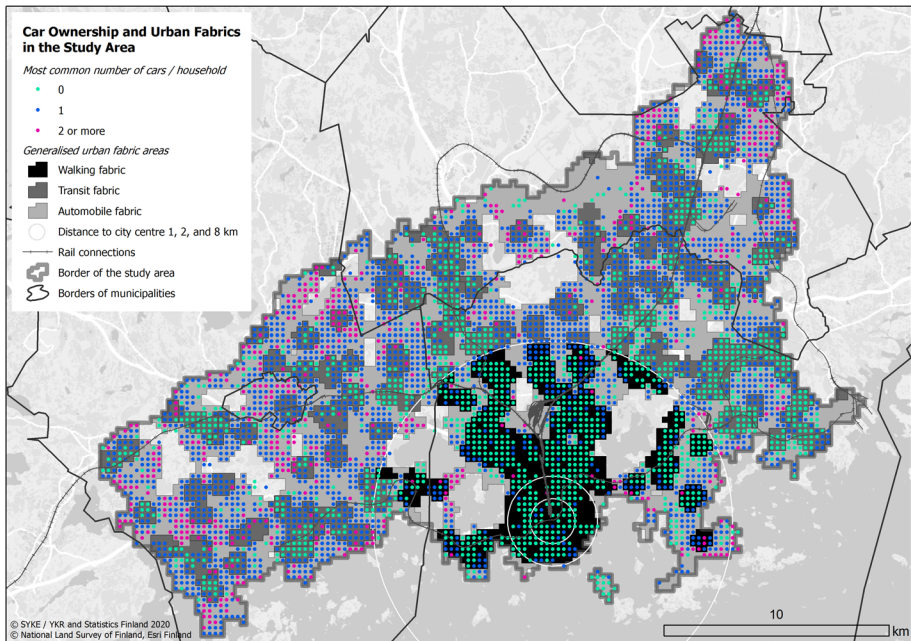 Car Ownership and Urban Fabrics
in the Study Area
Most common number of cars / household
0
1
2 or more
Generalised urban fabric areas
Walking fabric
Transit fabric
Automobile fabric
Distance to city centre 1, 2, and 8 km
Rail connections
Border of the study area
Borders of municipalities
© SYKE / YKR and Statistics Finland 2020
© National Land Survey of Finland, Esri Finland
10
km